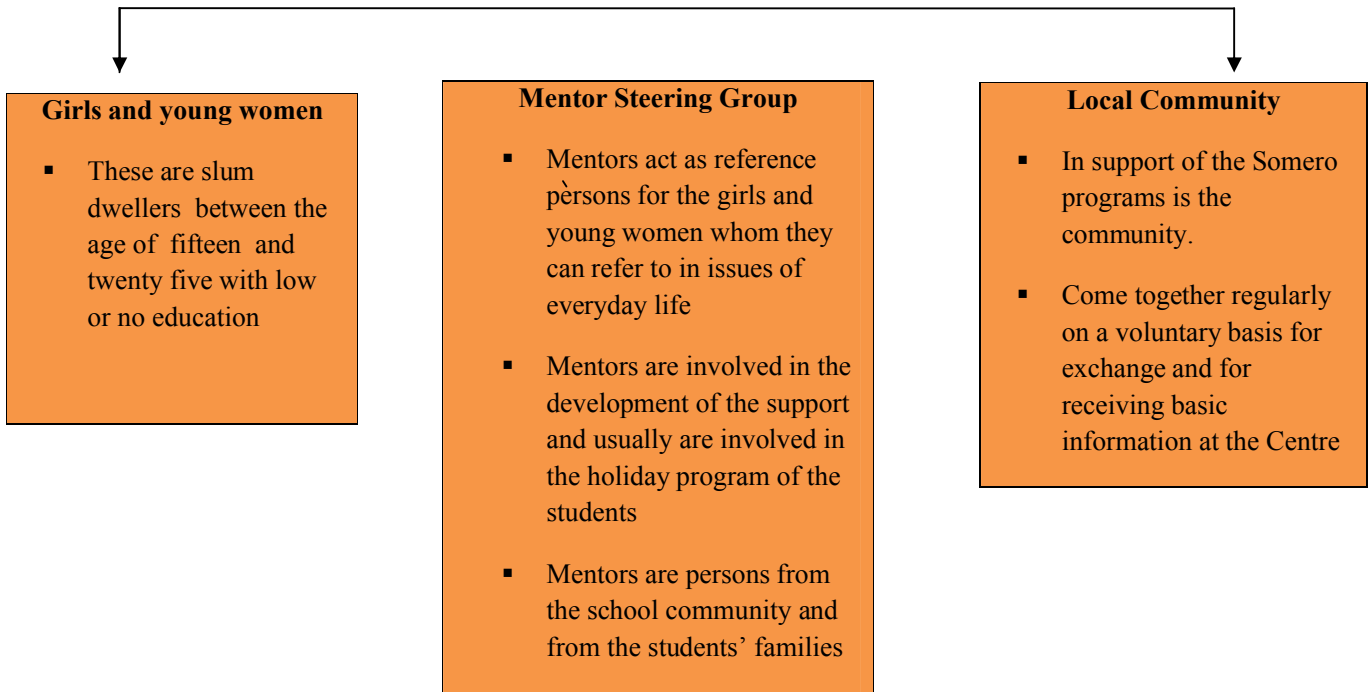 Girls and young women
▪ These are slum
dwellers between the
age of fifteen and
twenty five with low
or no education
Mentor Steering Group
▪ Mentors act as reference
pèrsons for the girls and
young women whom they
can refer to in issues of
everyday life
▪ Mentors are involved in the
development of the support
and usually are involved in
the holiday program of the
students
▪ Mentors are persons from
the school community and
from the students’ families
Local Community
▪ In support of the Somero
programs is the
community.
▪ Come together regularly
on a voluntary basis for
exchange and for
receiving basic
information at the Centre